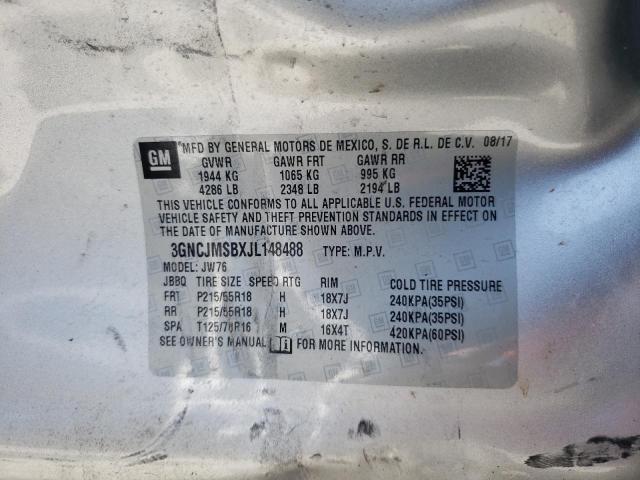 GM
MFD BY GENERAL MOTORS DE MEXICO, S. DE R.L. DE C.V. 08/17
GVWR GAWR FRT GAWR RR
1944 KG 1065 KG 995 KG
4286 LB 2348 LB 2194 LB
THIS VEHICLE CONFORMS TO ALL APPLICABLE U.S. FEDERAL MOTOR
VEHICLE SAFETY AND THEFT PREVENTION STANDARDS IN EFFECT ON
THE DATE OF MANUFACTURE SHOWN ABOVE.
3GNCJMSBXJL148488 TYPE: M.P.V.
MODEL: JW76
JBBQ TIRE SIZE SPEED RTG RIM COLD TIRE PRESSURE
FRT P215/55R18 H 18X7J 240KPA(35PSI)
RR P215/55R18 H 18X7J 240KPA(35PSI)
SPA T125/70R16 M 16X4T 420KPA(60PSI)
SEE OWNER'S MANUAL FOR MORE INFORMATION.